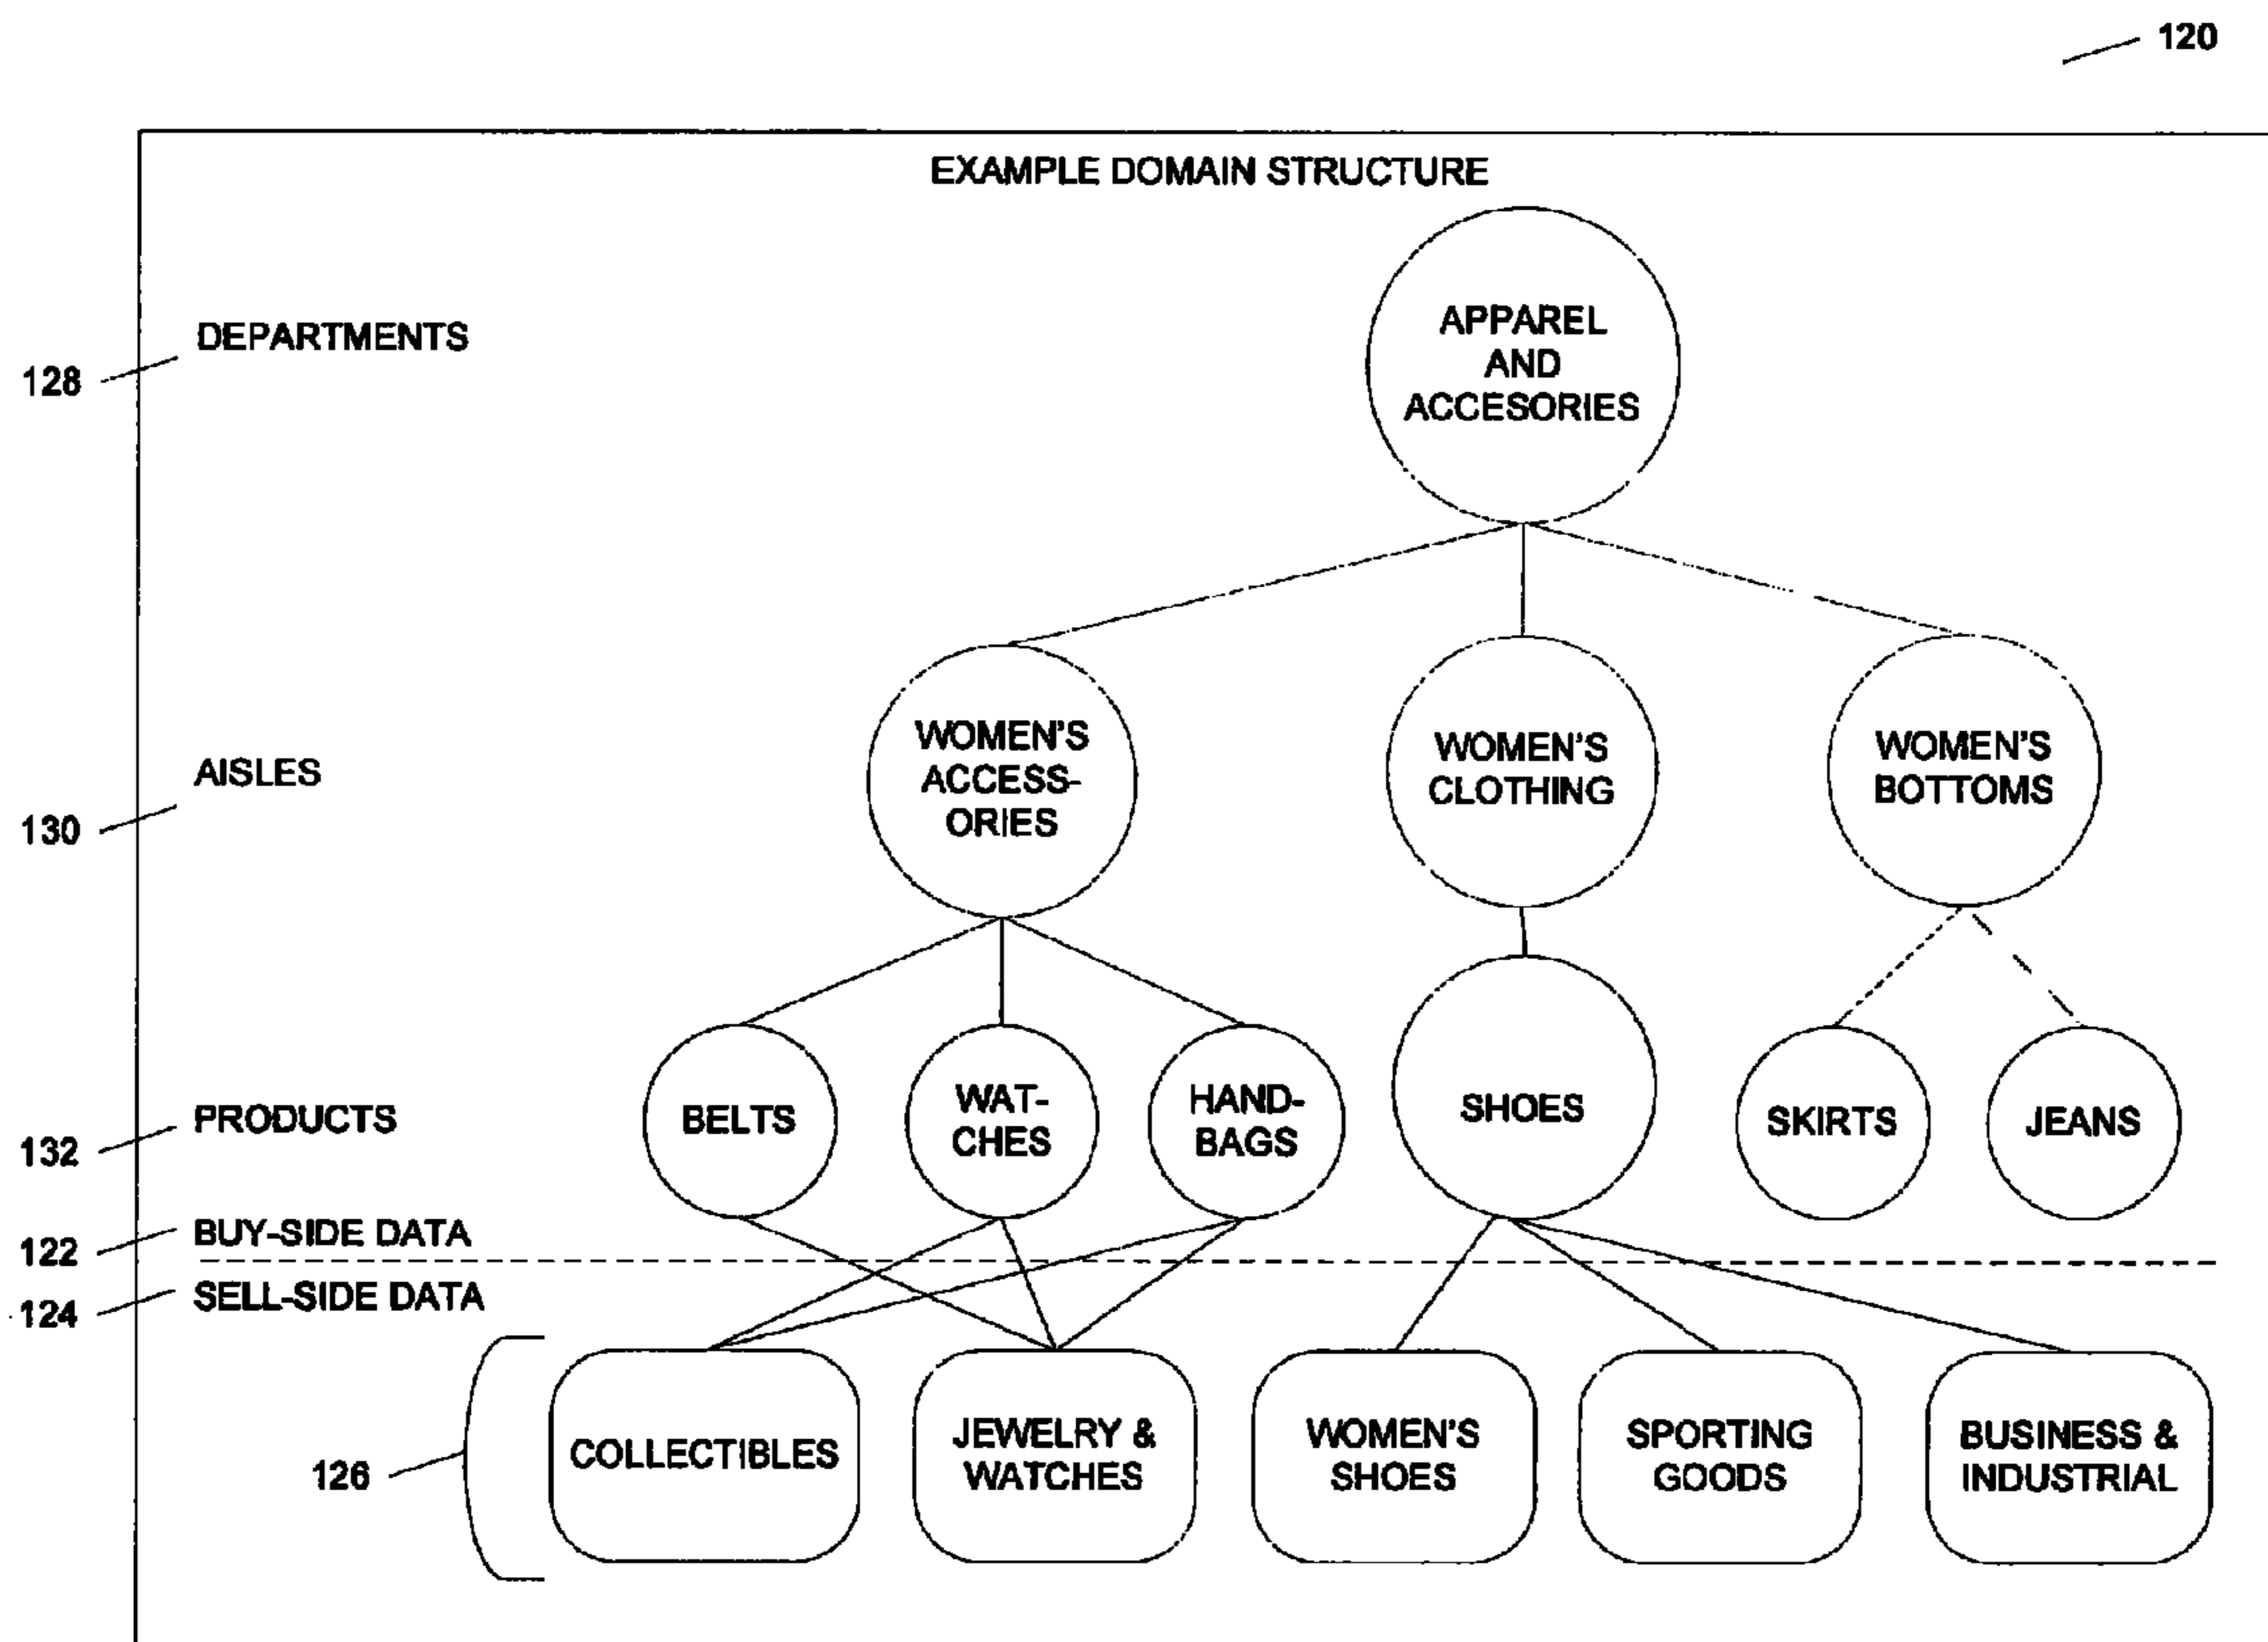 120
EXAMPLE DOMAIN STRUCTURE
DEPARTMENTS
128
APPAREL
AND
ACCESORIES
AISLES
130
WOMEN'S
ACCESS-
ORIES
WOMEN'S
CLOTHING
WOMEN'S
BOTTOMS
PRODUCTS
132
BELTS
WAT-
CHES
HAND-
BAGS
SHOES
SKIRTS
JEANS
BUY-SIDE DATA
122
SELL-SIDE DATA
124
126
COLLECTIBLES
JEWELRY &
WATCHES
WOMEN'S
SHOES
SPORTING
GOODS
BUSINESS &
INDUSTRIAL